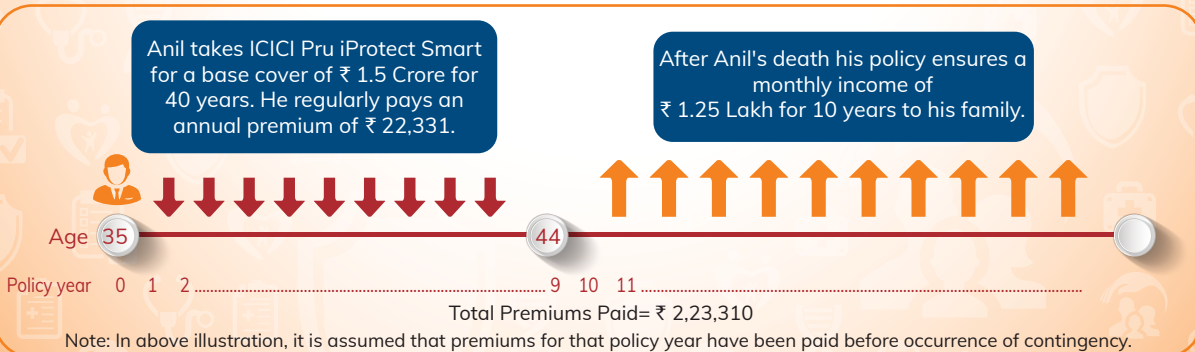 Anil takes ICICI Pru iProtect Smart
for a base cover of ₹ 1.5 Crore for
40 years. He regularly pays an
annual premium of ₹ 22,331.
After Anil's death his policy ensures a
monthly income of
₹ 1.25 Lakh for 10 years to his family.
Age 35 44
Policy year 0 1 2 ........ 9 10 11 ........
Total Premiums Paid= ₹ 2,23,310
Note: In above illustration, it is assumed that premiums for that policy year have been paid before occurrence of contingency.